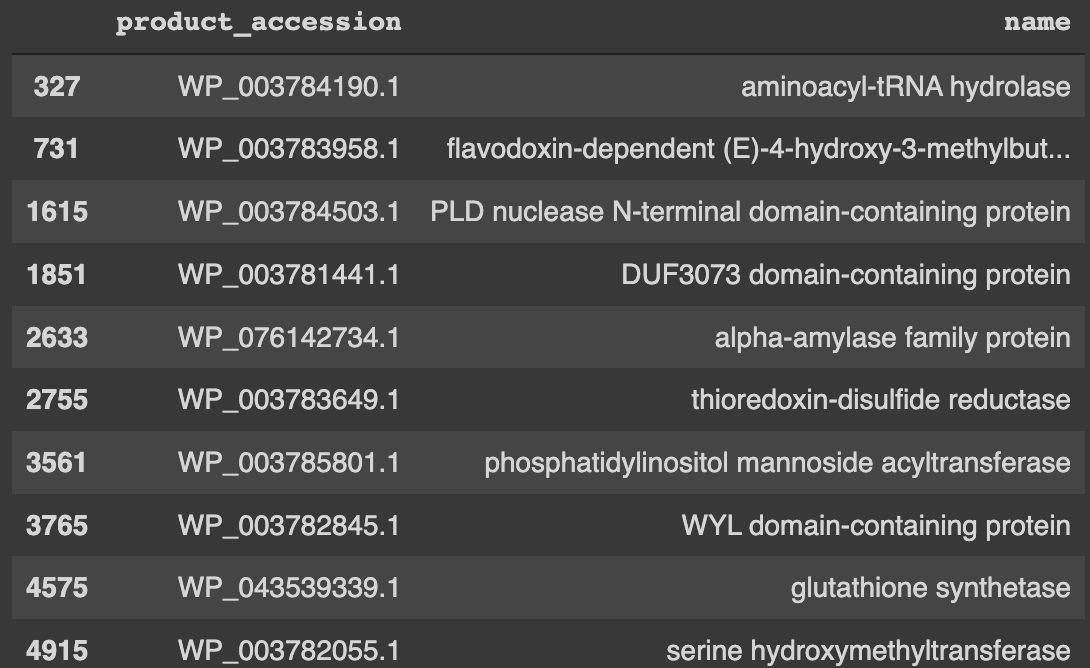 product_accession name
327 WP_003784190.1 aminoacyl-tRNA hydrolase
731 WP_003783958.1 flavodoxin-dependent (E)-4-hydroxy-3-methylbut...
1615 WP_003784503.1 PLD nuclease N-terminal domain-containing protein
1851 WP_003781441.1 DUF3073 domain-containing protein
2633 WP_076142734.1 alpha-amylase family protein
2755 WP_003783649.1 thioredoxin-disulfide reductase
3561 WP_003785801.1 phosphatidylinositol mannoside acyltransferase
3765 WP_003782845.1 WYL domain-containing protein
4575 WP_043539339.1 glutathione synthetase
4915 WP_003782055.1 serine hydroxymethyltransferase